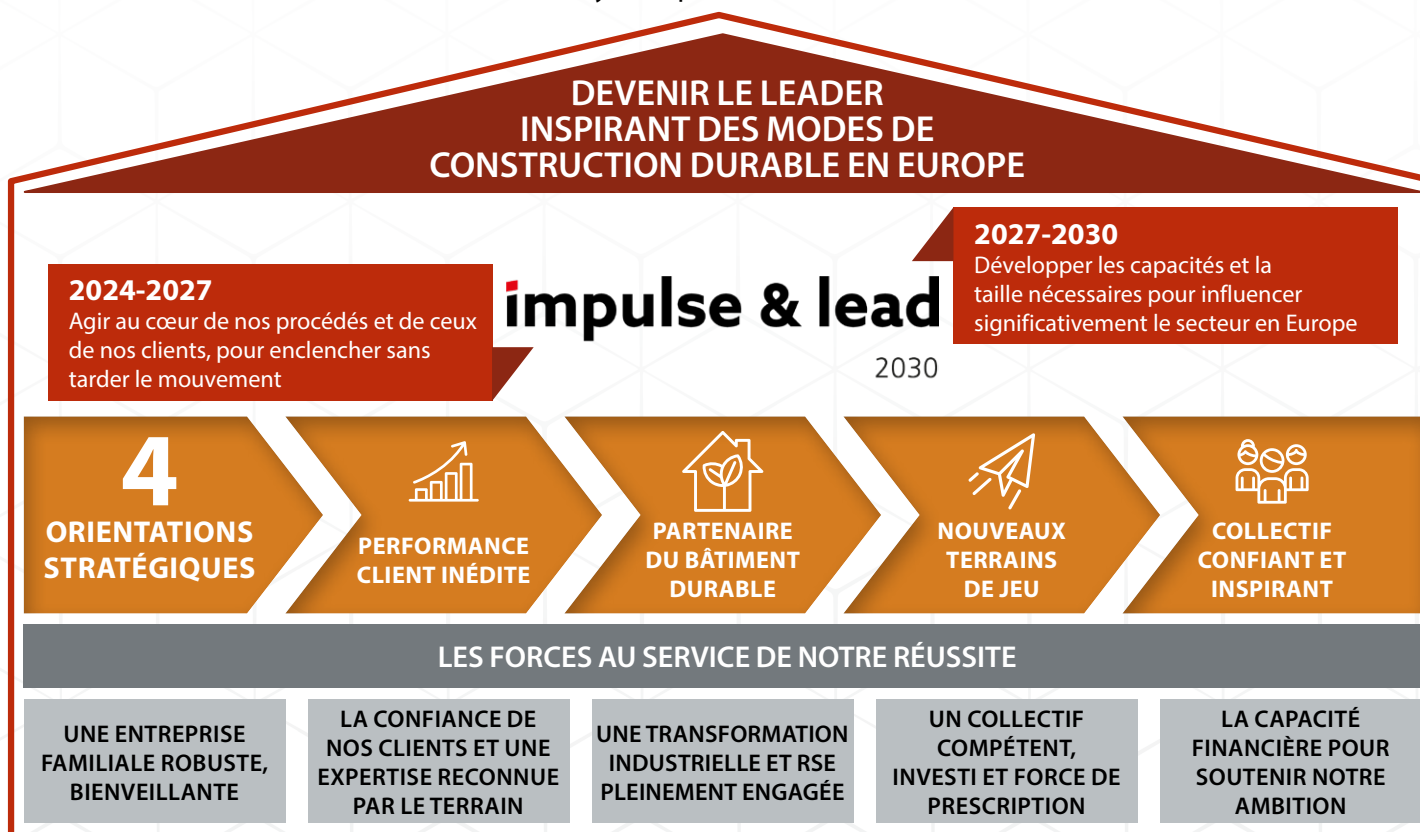 DEVENIR LE LEADER
INSPIRANT DES MODES DE
CONSTRUCTION DURABLE EN EUROPE
2027-2030
Développer les capacités et la
taille nécessaires pour influencer
significativement le secteur en Europe
2024-2027
Agir au cœur de nos procédés et de ceux
de nos clients, pour enclencher sans
tarder le mouvement
impulse & lead
2030
4
ORIENTATIONS
STRATÉGIQUES
PERFORMANCE
CLIENT INÉDITE
PARTENAIRE
DU BÂTIMENT
DURABLE
NOUVEAUX
TERRAINS
DE JEU
COLLECTIF
CONFIANT ET
INSPIRANT
LES FORCES AU SERVICE DE NOTRE RÉUSSITE
UNE ENTREPRISE
FAMILIALE ROBUSTE,
BIENVEILLANTE
LA CONFIANCE DE
NOS CLIENTS ET UNE
EXPERTISE RECONNUE
PAR LE TERRAIN
UNE TRANSFORMATION
INDUSTRIELLE ET RSE
PLEINEMENT ENGAGÉE
UN COLLECTIF
COMPÉTENT,
INVESTI ET FORCE DE
PRESCRIPTION
LA CAPACITÉ
FINANCIÈRE POUR
SOUTENIR NOTRE
AMBITION